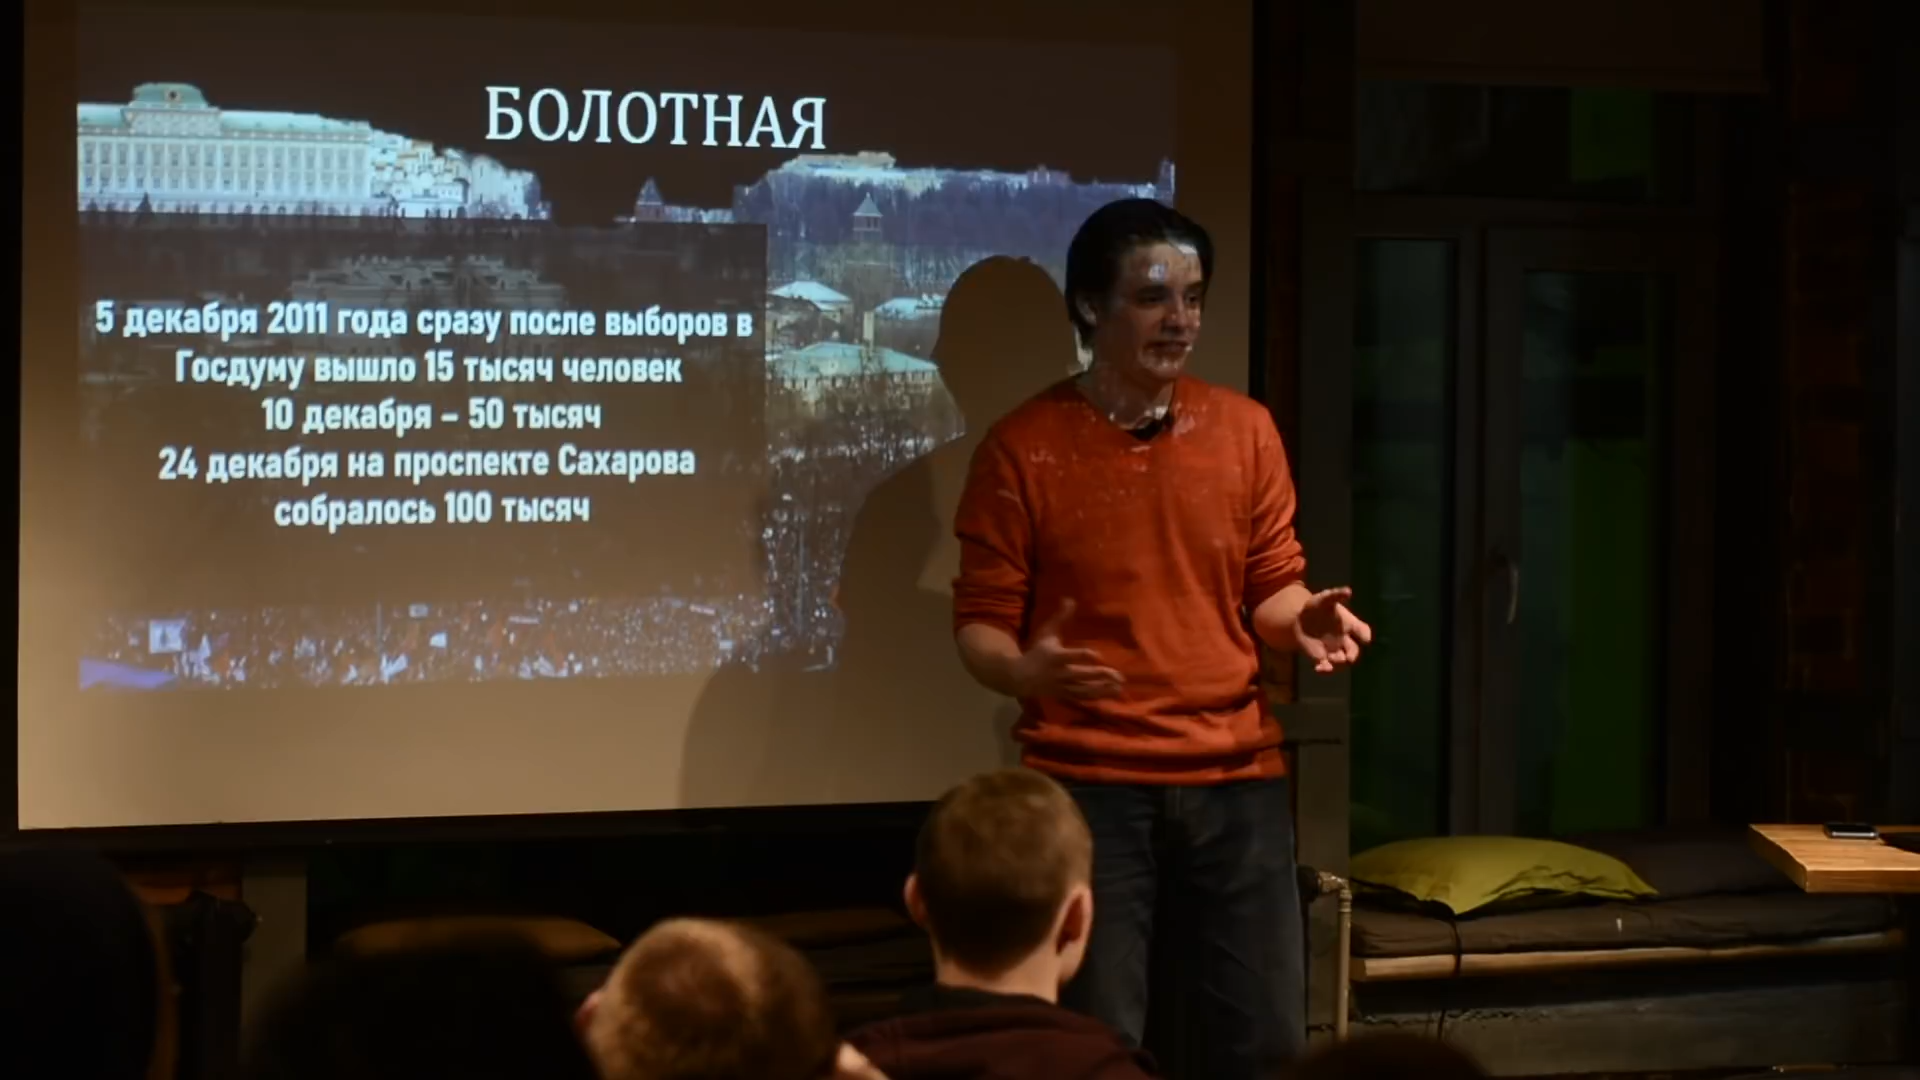 БОЛОТНАЯ
5 декабря 2011 года сразу после выборов в
Госдуму вышло 15 тысяч человек
10 декабря – 50 тысяч
24 декабря на проспекте Сахарова
собралось 100 тысяч